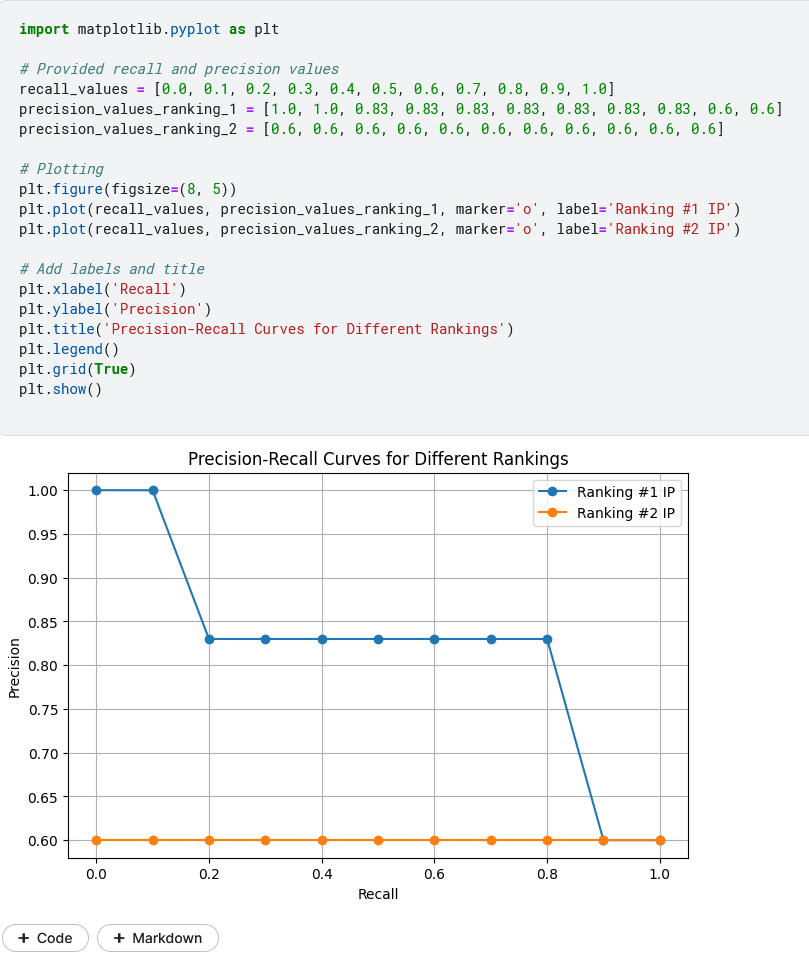 import matplotlib.pyplot as plt
# Provided recall and precision values
recall_values = [0.0, 0.1, 0.2, 0.3, 0.4, 0.5, 0.6, 0.7, 0.8, 0.9, 1.0]
precision_values_ranking_1 = [1.0, 1.0, 0.83, 0.83, 0.83, 0.83, 0.83, 0.83, 0.83, 0.6, 0.6]
precision_values_ranking_2 = [0.6, 0.6, 0.6, 0.6, 0.6, 0.6, 0.6, 0.6, 0.6, 0.6, 0.6]
# Plotting
plt.figure(figsize=(8, 5))
plt.plot(recall_values, precision_values_ranking_1, marker='o', label='Ranking #1 IP')
plt.plot(recall_values, precision_values_ranking_2, marker='o', label='Ranking #2 IP')
# Add labels and title
plt.xlabel('Recall')
plt.ylabel('Precision')
plt.title('Precision-Recall Curves for Different Rankings')
plt.legend()
plt.grid(True)
plt.show()
Precision-Recall Curves for Different Rankings
Ranking #1 IP
Ranking #2 IP
1.00
0.95
0.90
0.85
0.80
0.75
0.70
0.65
0.60
Precision
0.0 0.2 0.4 0.6 0.8 1.0
Recall
+ Code + Markdown